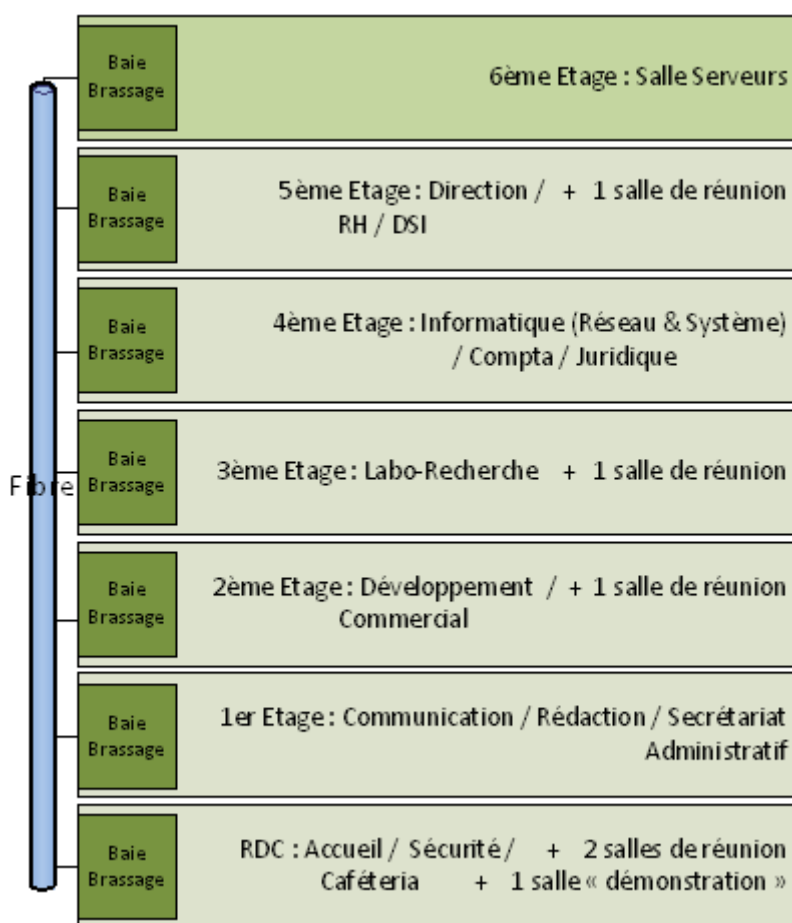 Baie
Brassage
6ème Etage : Salle Serveurs
Baie
Brassage
5ème Etage : Direction / + 1 salle de réunion
RH / DSI
Baie
Brassage
4ème Etage : Informatique (Réseau & Système)
/ Compta / Juridique
Baie
Brassage
3ème Etage : Labo-Recherche + 1 salle de réunion
Fibre
Baie
Brassage
2ème Etage : Développement / + 1 salle de réunion
Commercial
Baie
Brassage
1er Etage : Communication / Rédaction / Secrétariat
Administratif
Baie
Brassage
RDC : Accueil / Sécurité / + 2 salles de réunion
Caféteria + 1 salle « démonstration »